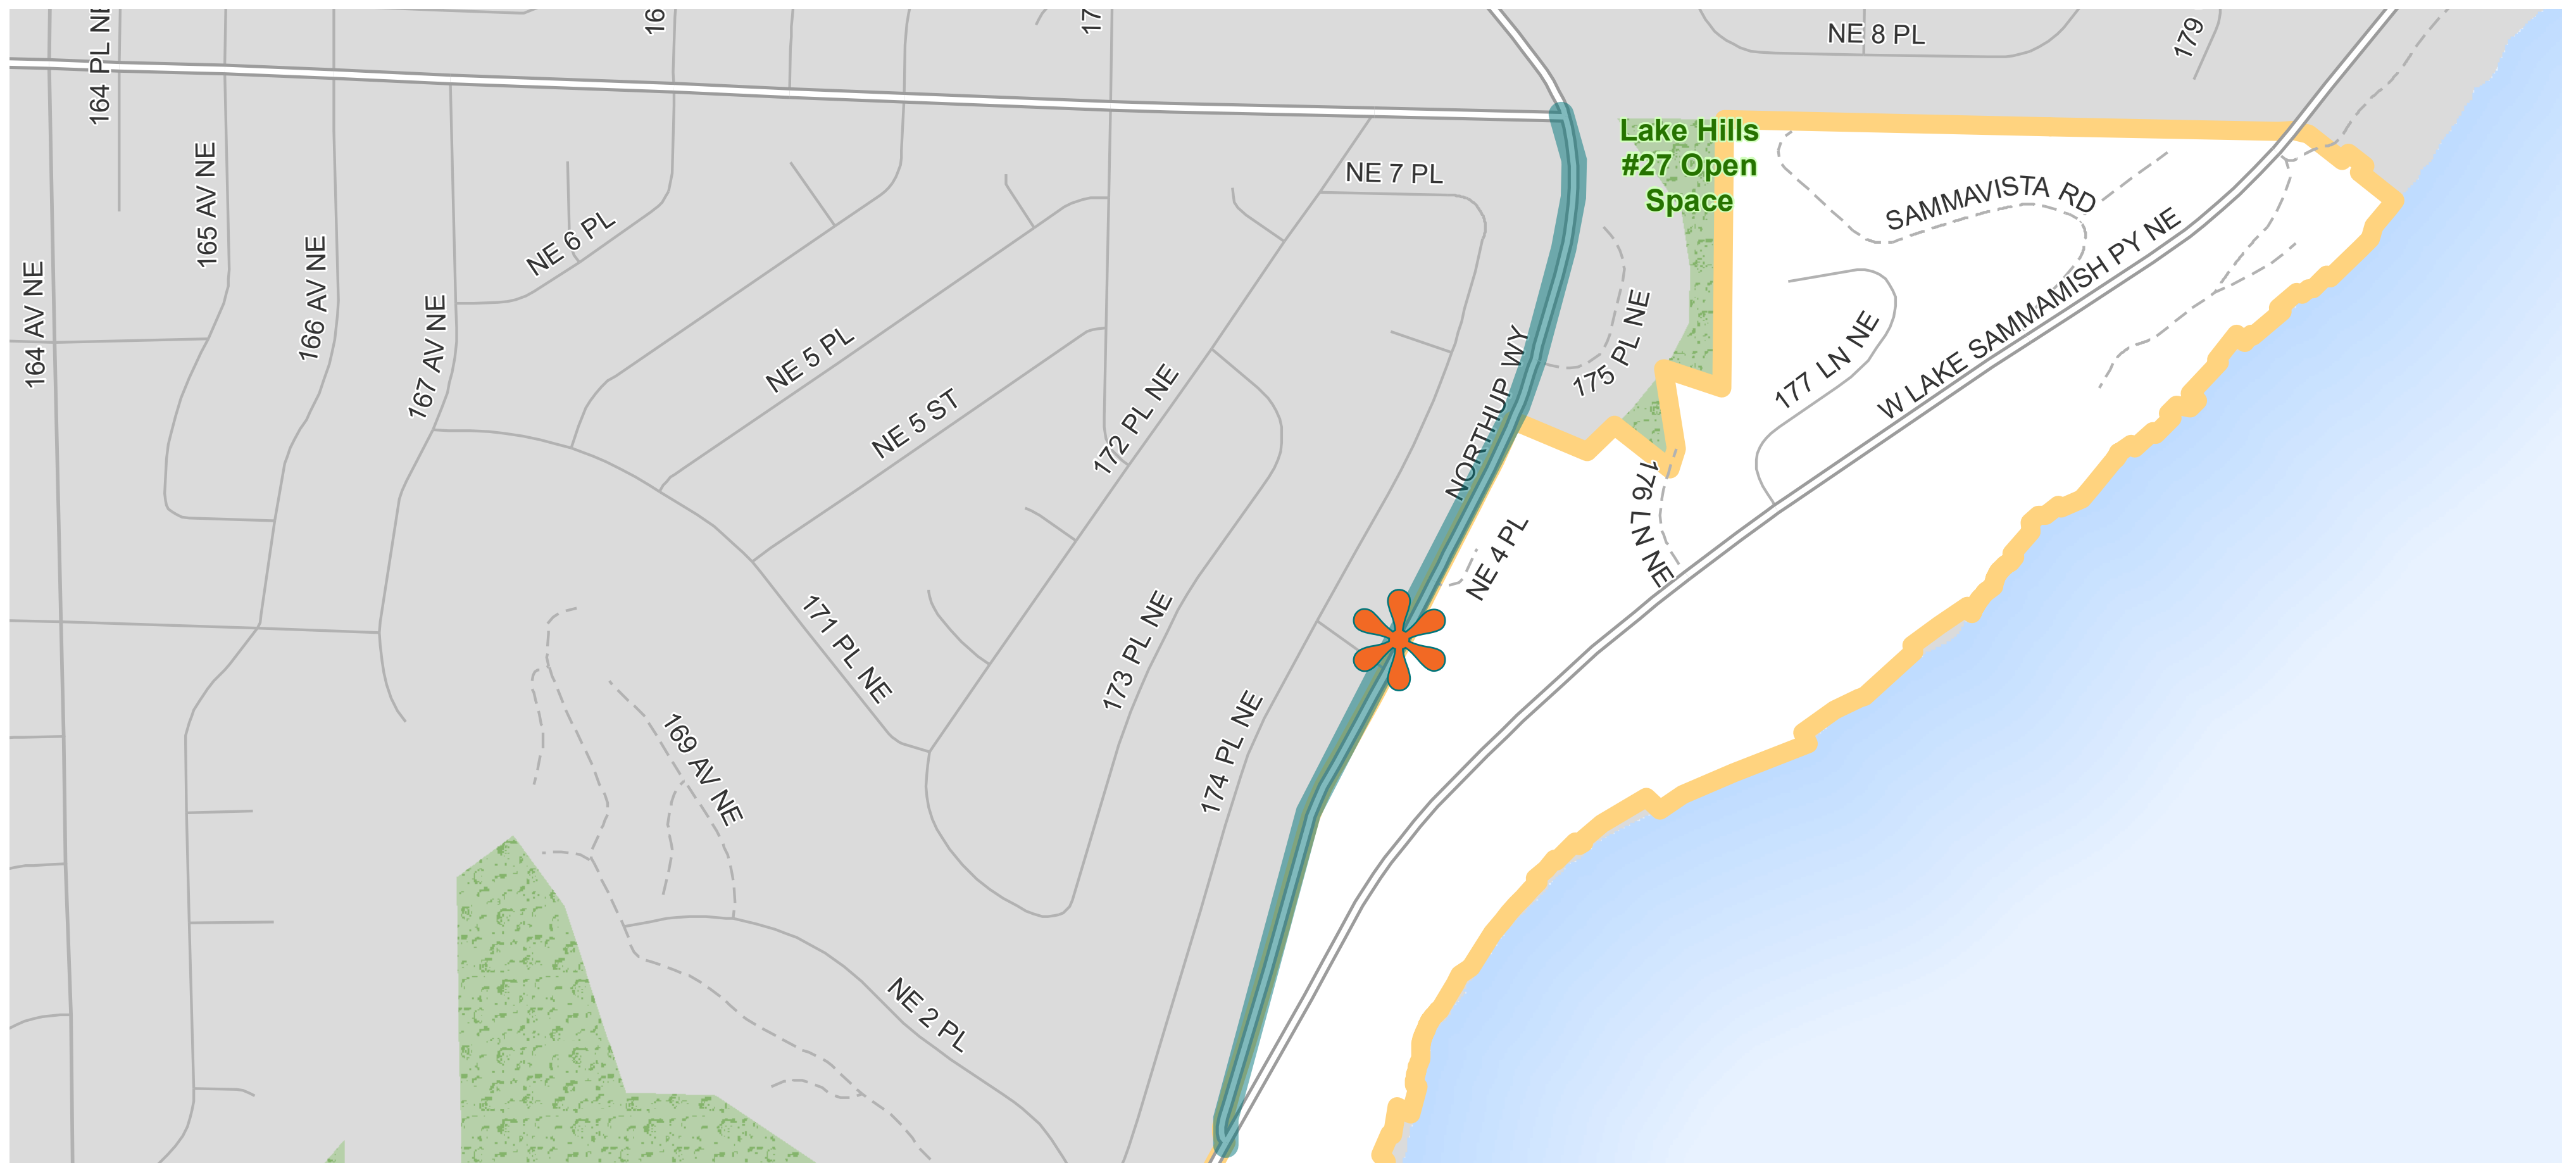 164 PL NE
16
17
NE 8 PL
179
Lake Hills
#27 Open
Space
NE 7 PL
165 AV NE
SAMMAVISTA RD
NE 6 PL
166 AV NE
164 AV NE
167 AV NE
NE 5 PL
NE 5 ST
172 PL NE
NORTHUP WY
175 PL NE
177 LN NE
W LAKE SAMMAMISH PY NE
176 LN NE
NE 4 PL
171 PL NE
173 PL NE
174 PL NE
169 AV NE
NE 2 PL